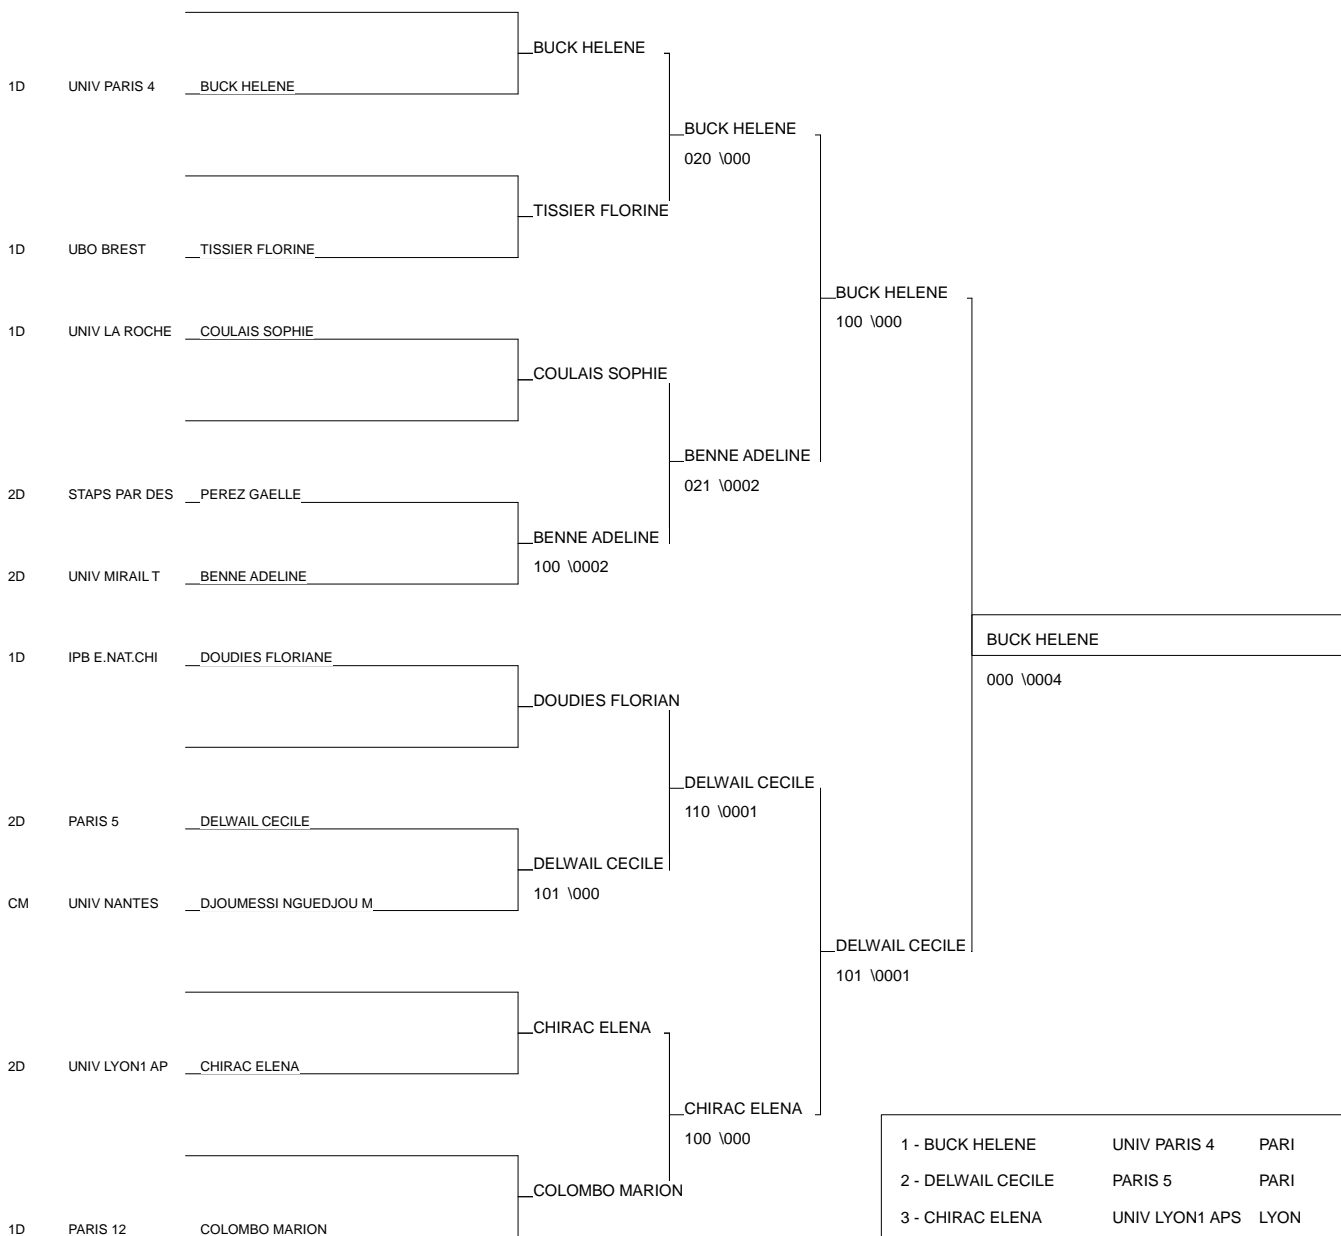 BUCK HELENE
1D UNIV PARIS 4 BUCK HELENE
BUCK HELENE
020 \000
TISSIER FLORINE
1D UBO BREST TISSIER FLORINE
BUCK HELENE
100 \000
1D UNIV LA ROCHE COULAIS SOPHIE
COULAIS SOPHIE
BENNE ADELINE
021 \0002
2D STAPS PAR DES PEREZ GAELLE
BENNE ADELINE
100 \0002
2D UNIV MIRAIL T BENNE ADELINE
BUCK HELENE
000 \0004
1D IPB E.NAT.CHI DOUDIES FLORIANE
DOUDIES FLORIAN
DELWAIL CECILE
110 \0001
2D PARIS 5 DELWAIL CECILE
DELWAIL CECILE
101 \000
CM UNIV NANTES DJOUMESSI NGUEDJOU M
DELWAIL CECILE
101 \0001
CHIRAC ELENA
2D UNIV LYON1 AP CHIRAC ELENA
CHIRAC ELENA
100 \000
COLOMBO MARION
1D PARIS 12 COLOMBO MARION
1 - BUCK HELENE UNIV PARIS 4 PARI
2 - DELWAIL CECILE PARIS 5 PARI
3 - CHIRAC ELENA UNIV LYON1 APS LYON